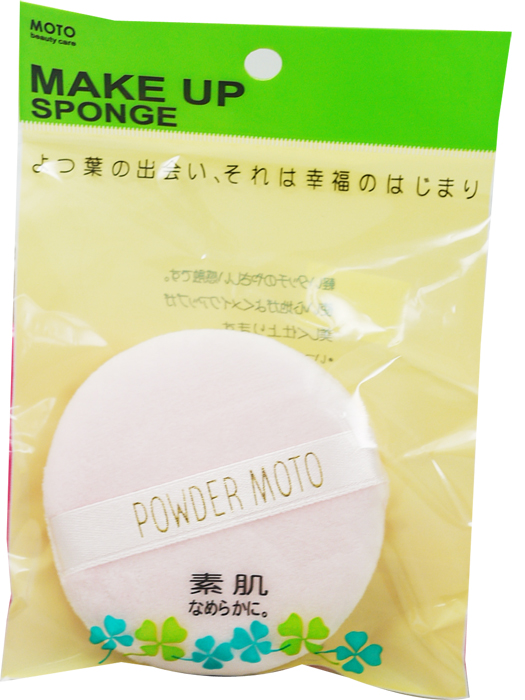 MOTO
beauty care
MAKE UP
SPONGE
よつ葉の出会い、それは幸福のはじまり
POWDER MOTO
素肌
なめらかに。